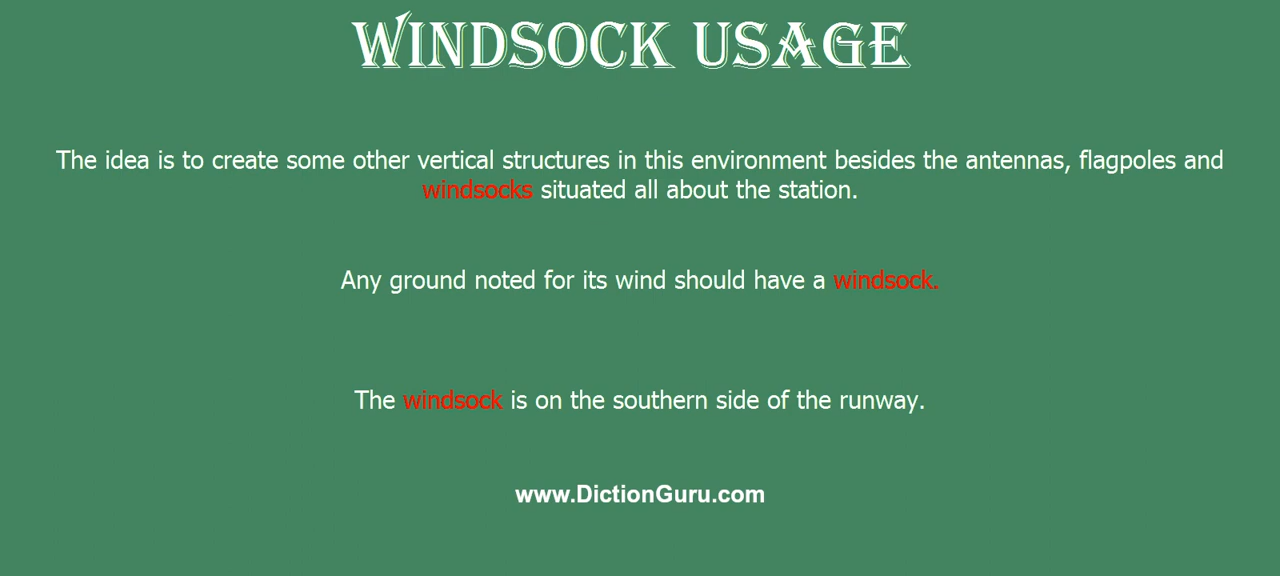 WINDSOCK USAGE
The idea is to create some other vertical structures in this environment besides the antennas, flagpoles and
windsocks situated all about the station.
Any ground noted for its wind should have a windsock.
The windsock is on the southern side of the runway.
www.DictionGuru.com